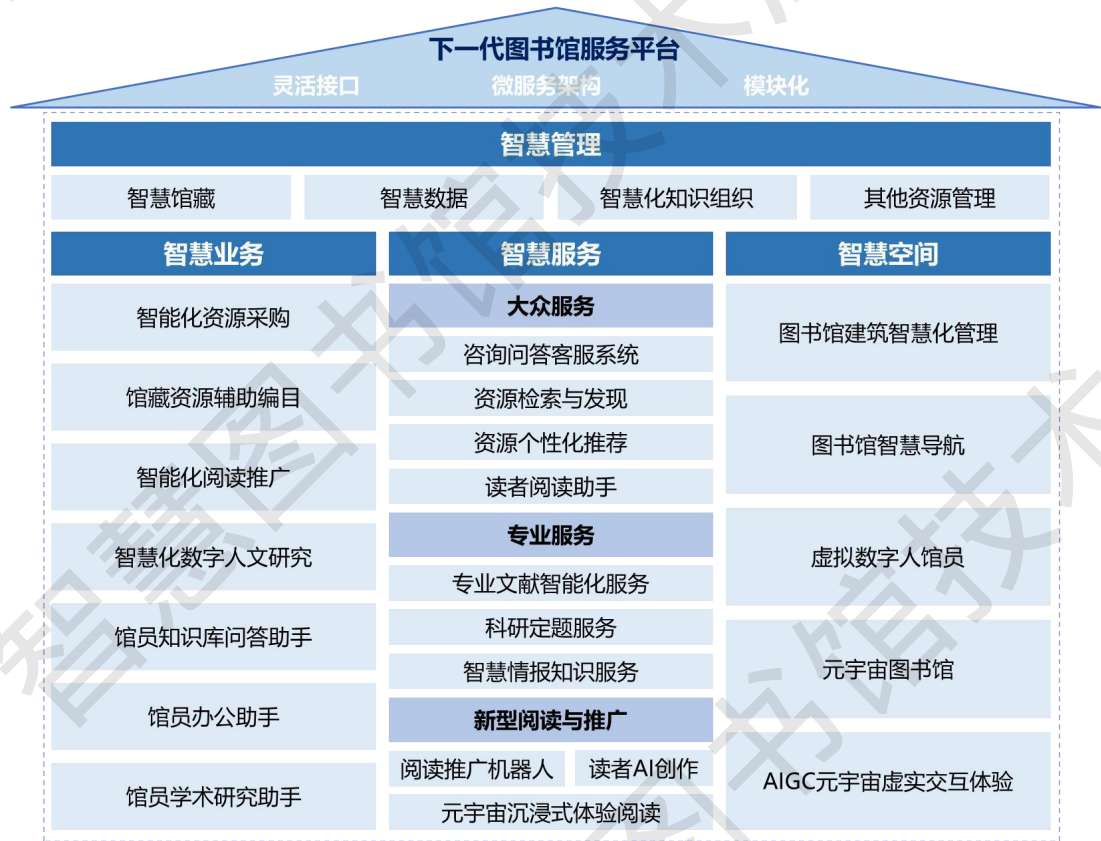 下一代图书馆服务平台
灵活接口 微服务架构 模块化
智慧管理
智慧馆藏 智慧数据 智慧化知识组织 其他资源管理
智慧业务
智能化资源采购
馆藏资源辅助编目
智能化阅读推广
智慧化数字人文研究
馆员知识库问答助手
馆员办公助手
馆员学术研究助手
智慧服务
大众服务
咨询问答客服系统
资源检索与发现
资源个性化推荐
读者阅读助手
专业服务
专业文献智能化服务
科研定题服务
智慧情报知识服务
新型阅读与推广
阅读推广机器人 读者AI创作
元宇宙沉浸式体验阅读
智慧空间
图书馆建筑智慧化管理
图书馆智慧导航
虚拟数字人馆员
元宇宙图书馆
AIGC元宇宙虚实交互体验
智慧图书馆技术
图书馆技术